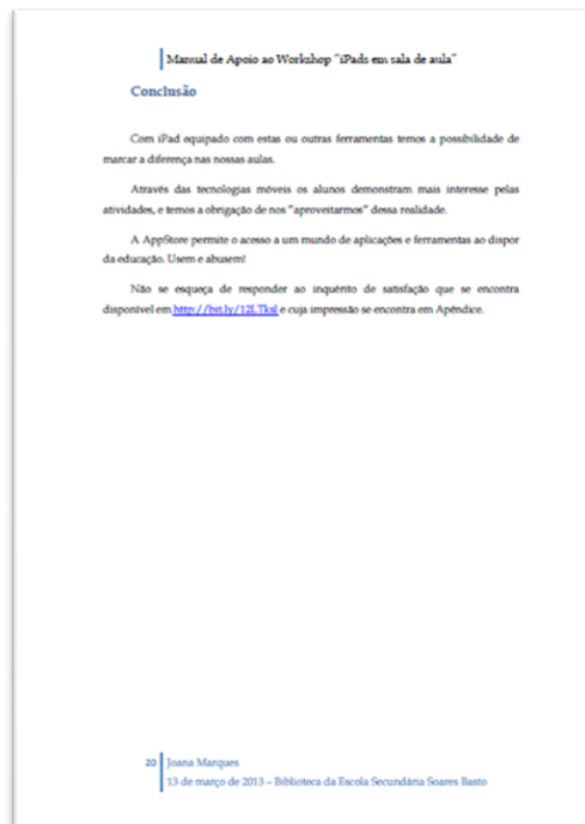 Manual de Apoio ao Workshop "iPads em sala de aula"
Conclusão
Com iPad equipado com estas ou outras ferramentas temos a possibilidade de
marcar a diferença nas nossas aulas.
Através das tecnologias móveis os alunos demonstram mais interesse pelas
atividades, e temos a obrigação de nos "aproveitarmos" dessa realidade.
A AppStore permite o acesso a um mundo de aplicações e ferramentas ao dispor
da educação. Usem e abusem!
Não se esqueça de responder ao inquérito de satisfação que se encontra
disponível em e cuja impressão se encontra em Apêndice.
20 Joana Marques
13 de março de 2013 – Biblioteca da Escola Secundária Soares Basto